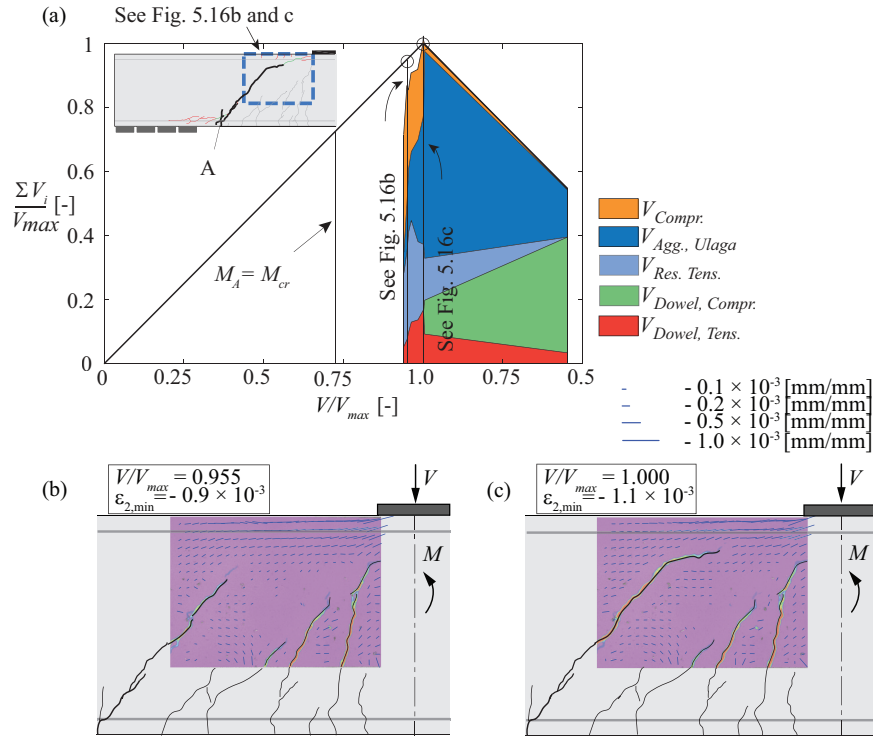 (a)
See Fig. 5.16b and c
1
0.8
0.6
0.4
0.2
0
Σ V_i / V_max [-]
A
M_A = M_cr
See Fig. 5.16b
See Fig. 5.16c
0 0.25 0.5 0.75 1.0 0.75 0.5
V/V_max [-]
V_Compr.
V_Agg., Ulaga
V_Res. Tens.
V_Dowel, Compr.
V_Dowel, Tens.
- 0.1 × 10^-3 [mm/mm]
- 0.2 × 10^-3 [mm/mm]
- 0.5 × 10^-3 [mm/mm]
- 1.0 × 10^-3 [mm/mm]
(b)
V/V_max = 0.955
ε_2,min = - 0.9 × 10^-3
V
M
(c)
V/V_max = 1.000
ε_2,min = - 1.1 × 10^-3
V
M